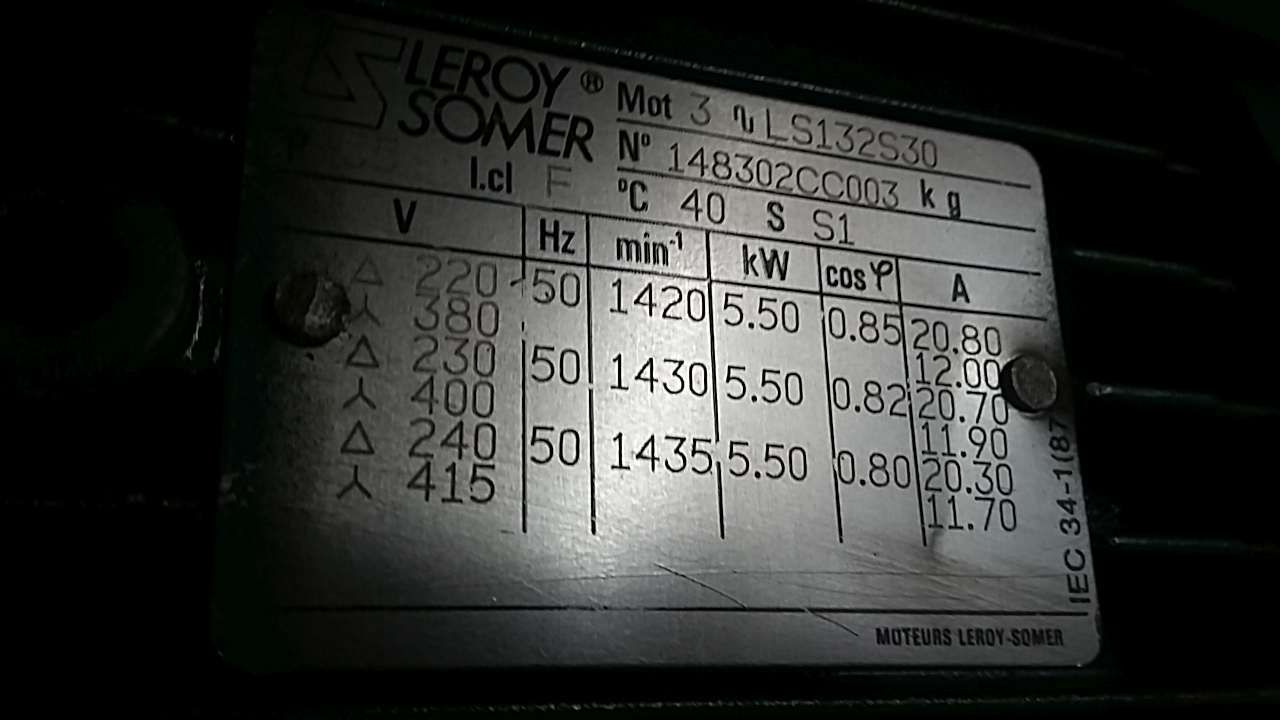 LEROY® SOMER
Mot 3 ∿ LS132S30
Nº 148302CC003 kg
I.cl F °C 40 S S1
V Hz min-1 kW cos φ A
Δ 220 50 1420 5.50 0.85 20.80
⅄ 380 12.00
Δ 230 50 1430 5.50 0.82 20.70
⅄ 400 11.90
Δ 240 50 1435 5.50 0.80 20.30
⅄ 415 11.70
IEC 34-1(87
MOTEURS LEROY-SOMER